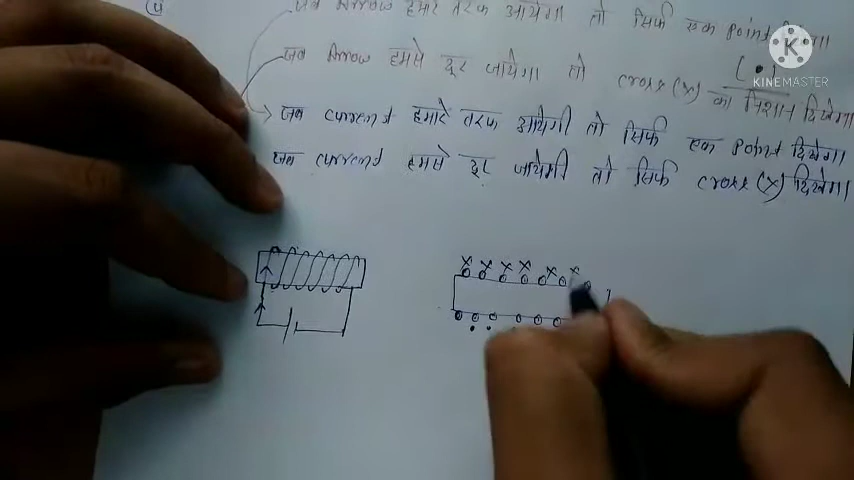 (4)
जब Arrow हमारे तरफ आयेगा तो सिर्फ एक point दिखेगा
(•)
KINEMASTER
जब Arrow हमसे दूर जायेगा तो cross (x) का निशान दिखेगा
जब current हमारे तरफ आयेगी तो सिर्फ एक point दिखेगा
जब current हमसे दूर जायेगी तो सिर्फ cross (x) दिखेगा